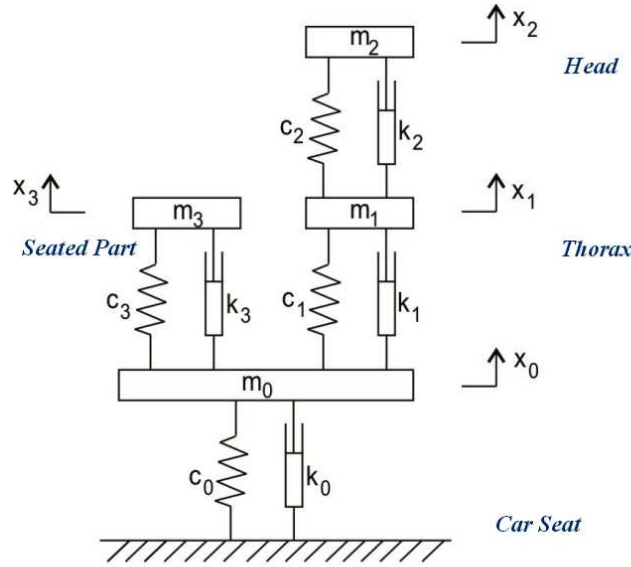 m₂
x₂
Head
c₂
k₂
x₃
m₃
m₁
x₁
Seated Part
Thorax
c₃
k₃
c₁
k₁
m₀
x₀
c₀
k₀
Car Seat